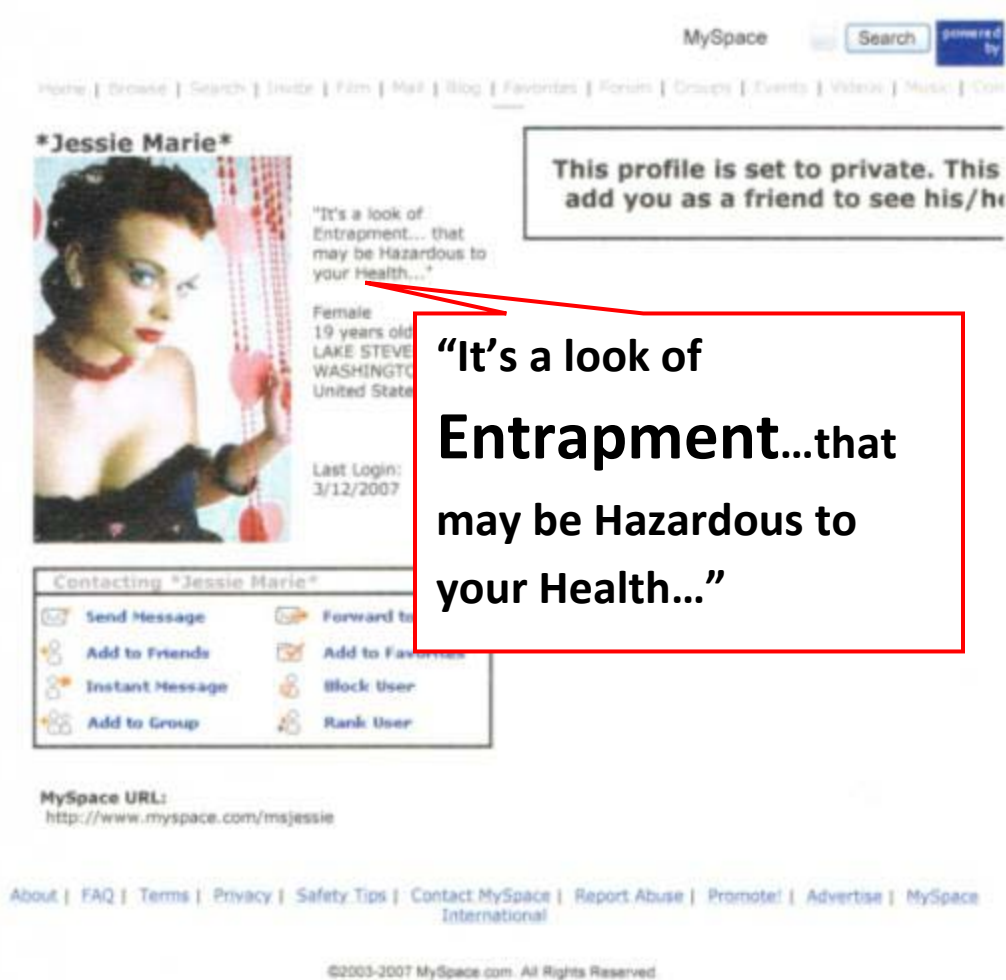 MySpace Search powered by
Home | Browse | Search | Invite | Film | Mail | Blog | Favorites | Forum | Groups | Events | Videos | Music |
*Jessie Marie*
This profile is set to private. This
add you as a friend to see his/he
"It's a look of
Entrapment... that
may be Hazardous to
your Health..."
Female
19 years old
LAKE STEVE
WASHINGTO
United State
Last Login:
3/12/2007
“It’s a look of
Entrapment…that
may be Hazardous to
your Health…”
Contacting *Jessie Marie*
Send Message Forward to
Add to Friends Add to Favorites
Instant Message Block User
Add to Group Rank User
MySpace URL:
http://www.myspace.com/msjessie
About | FAQ | Terms | Privacy | Safety Tips | Contact MySpace | Report Abuse | Promote! | Advertise | MySpace
International
©2003-2007 MySpace.com. All Rights Reserved.